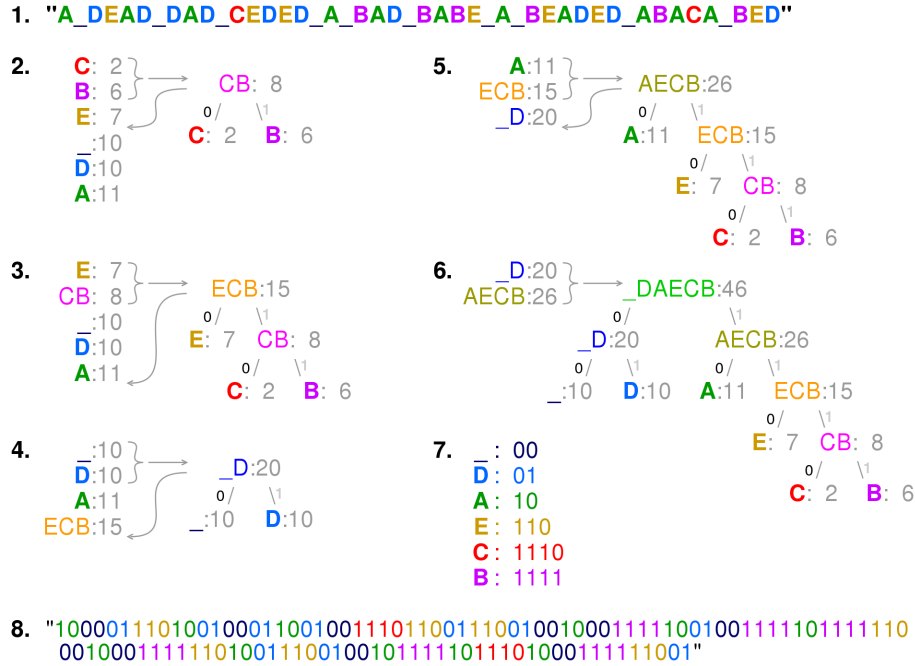 1. "A_DEAD_DAD_CEDED_A_BAD_BABE_A_BEADED_ABACA_BED"
2.
C: 2
B: 6
E: 7
_:10
D:10
A:11
CB: 8
0 1
C: 2 B: 6
5.
A:11
ECB:15
_D:20
AECB:26
0 1
A:11 ECB:15
0 1
E: 7 CB: 8
0 1
C: 2 B: 6
3.
E: 7
CB: 8
_:10
D:10
A:11
ECB:15
0 1
E: 7 CB: 8
0 1
C: 2 B: 6
6.
_D:20
AECB:26
_DAECB:46
0 1
_D:20 AECB:26
0 1 0 1
_:10 D:10 A:11 ECB:15
0 1
E: 7 CB: 8
0 1
C: 2 B: 6
4.
_:10
D:10
A:11
ECB:15
_D:20
0 1
_:10 D:10
7.
_ : 00
D : 01
A : 10
E : 110
C : 1110
B : 1111
8. "100001110100100011001001110110011100100100011111001001111101111110
001000111111010011100100101111101110100011111​1001"